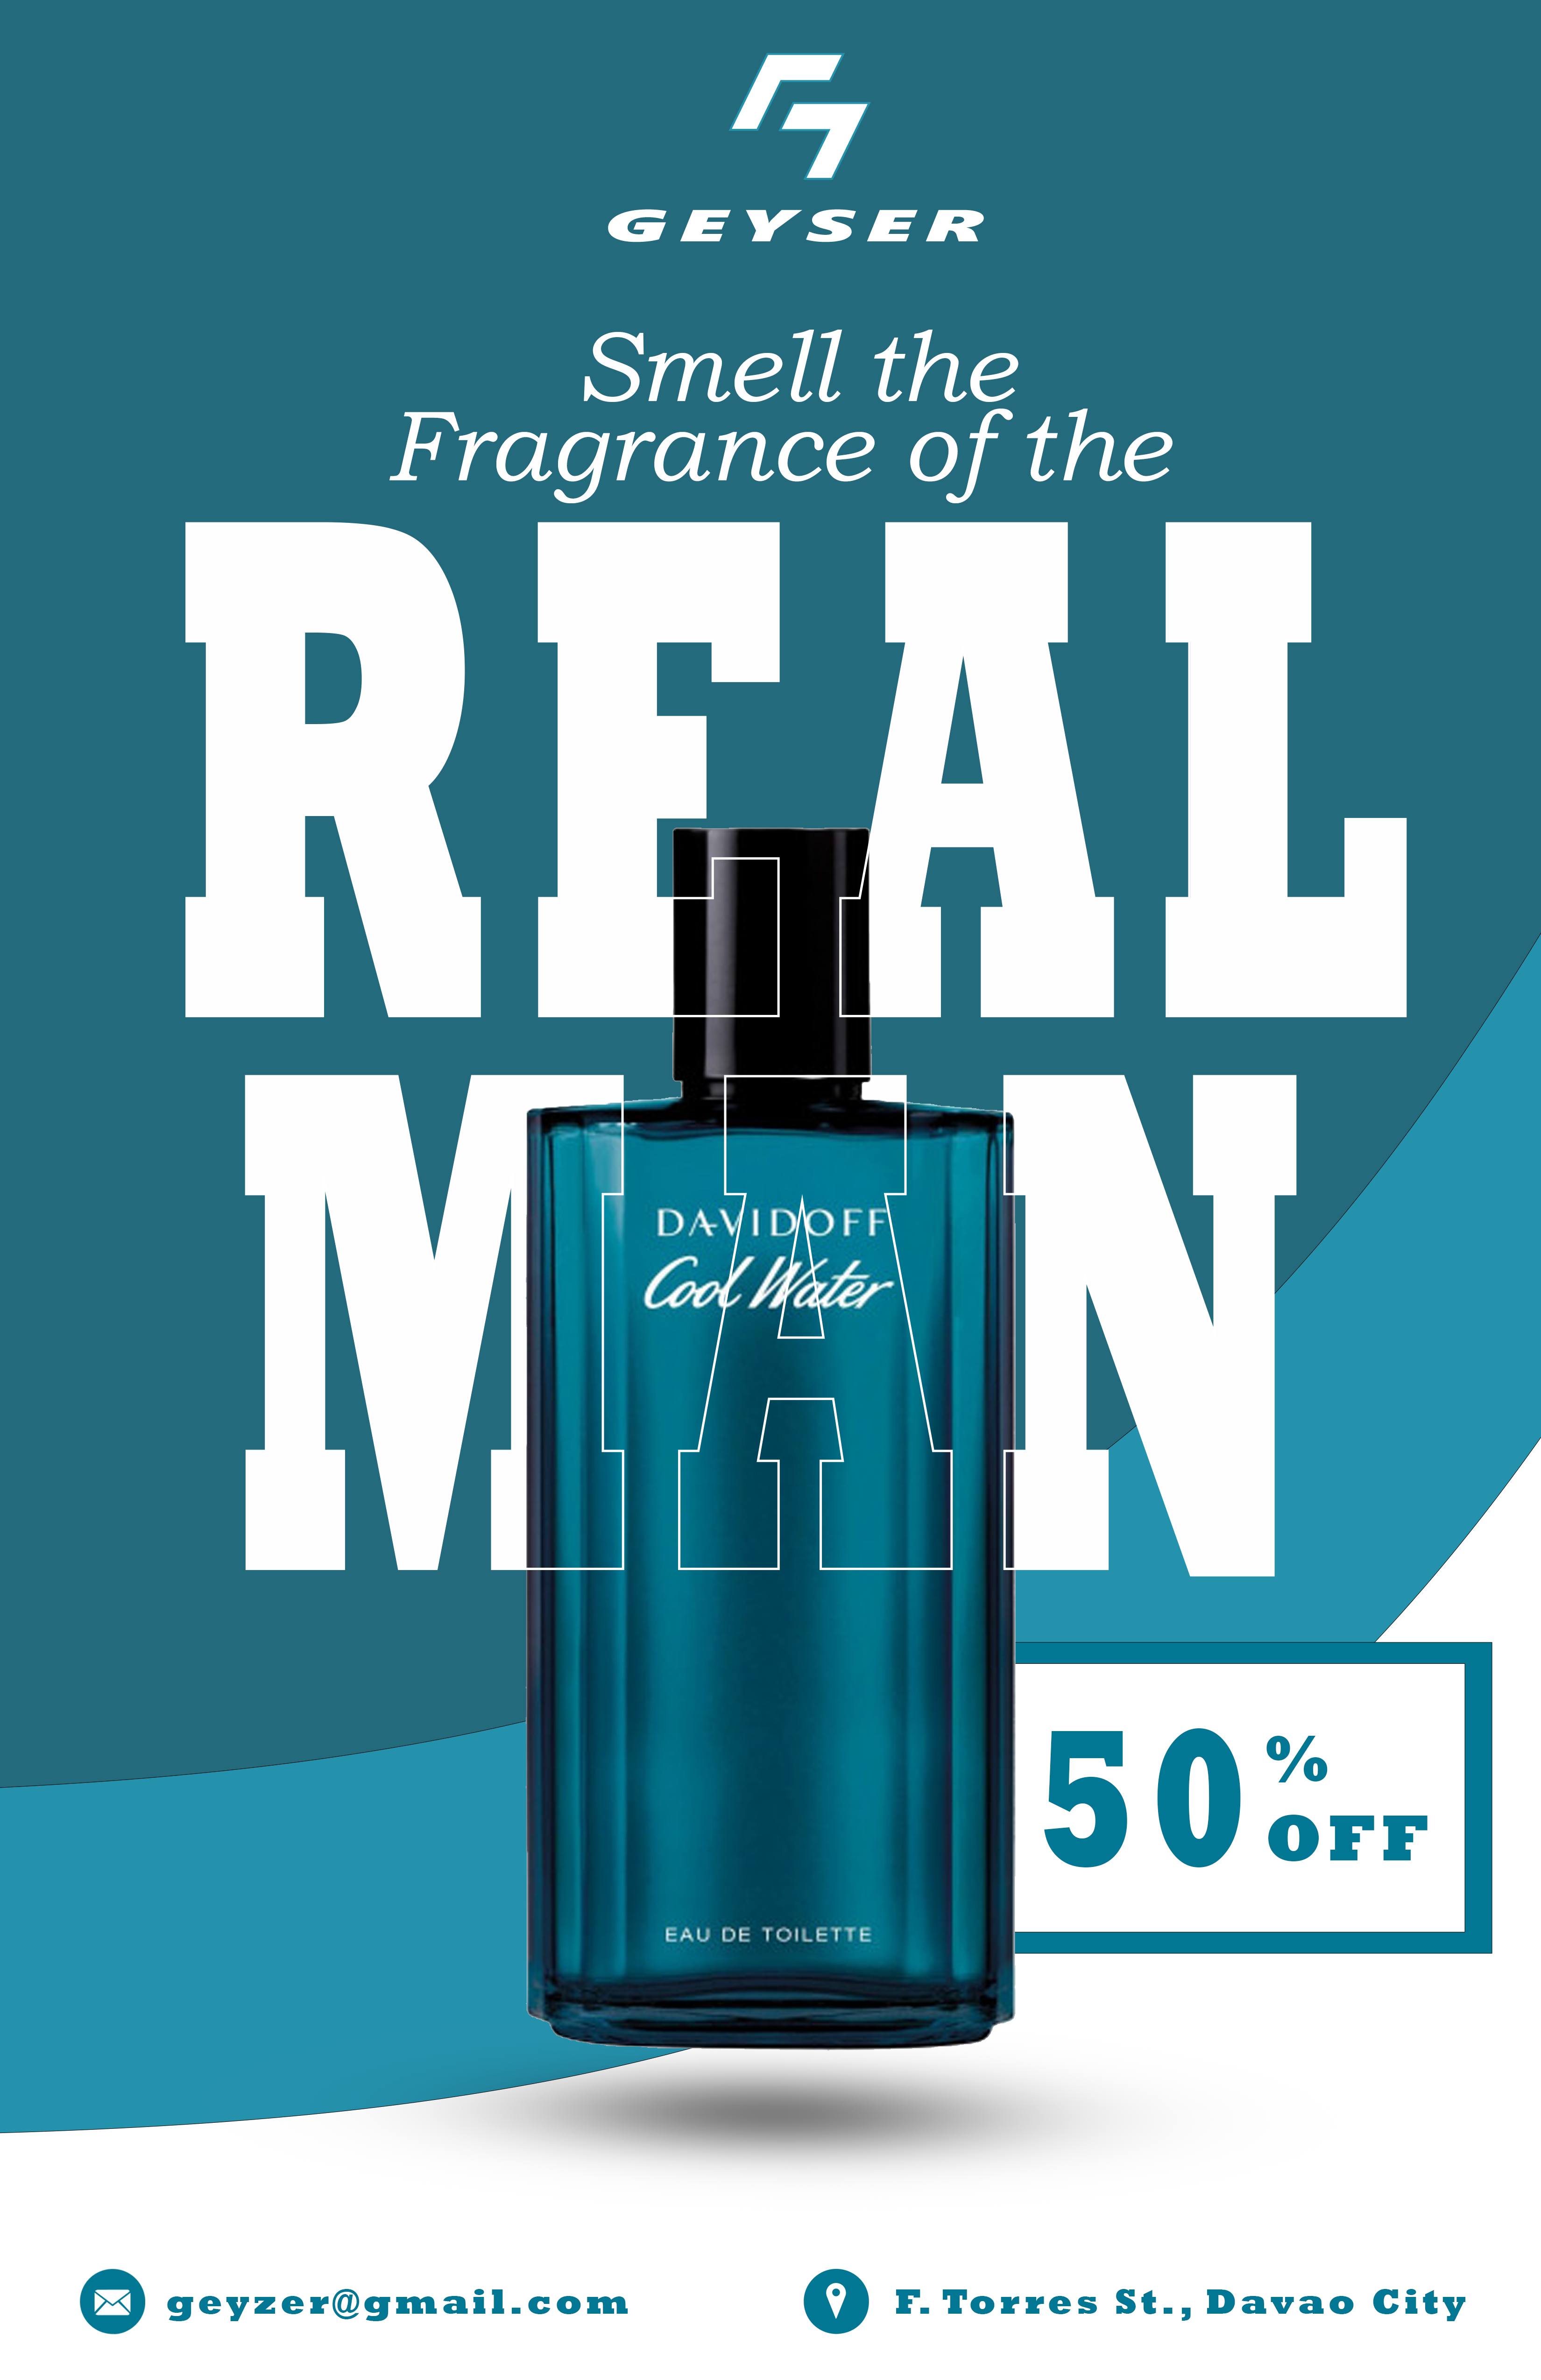 GEYSER
Smell the
Fragrance of the
REAL
MAN
DAVIDOFF
Cool Water
50%
OFF
EAU DE TOILETTE
geyzer@gmail.com
F. Torres St., Davao City